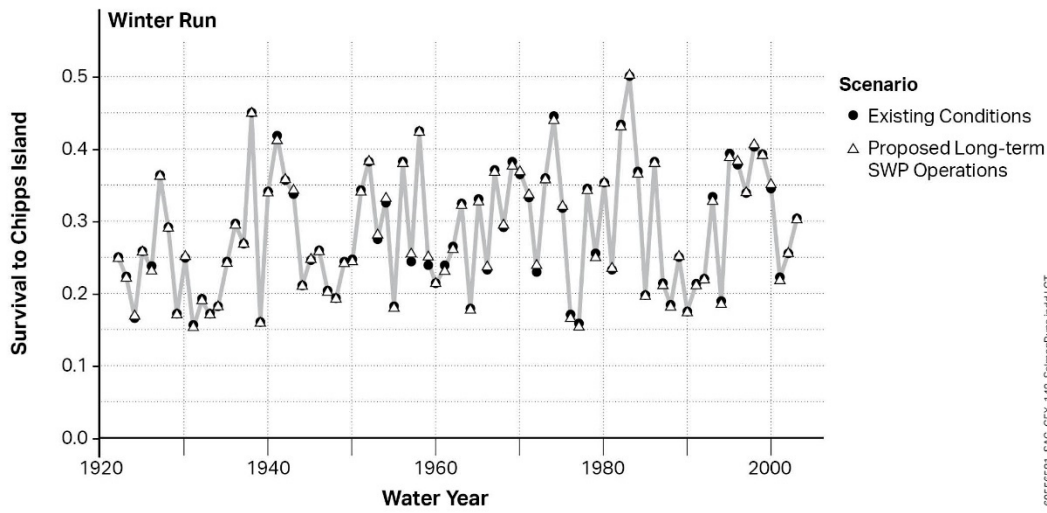 Winter Run
0.5
0.4
0.3
0.2
0.1
0.0
1920
1940
1960
1980
2000
Survival to Chipps Island
Water Year
Scenario
Existing Conditions
Proposed Long-term
SWP Operations